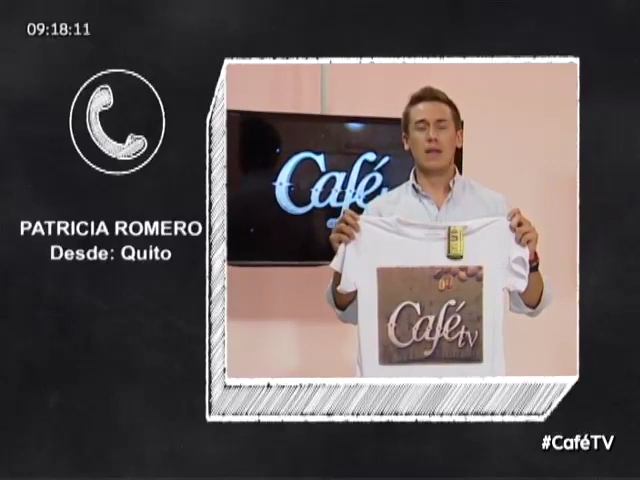 09:18:11
PATRICIA ROMERO
Desde: Quito
Café
Café tv
#CaféTV